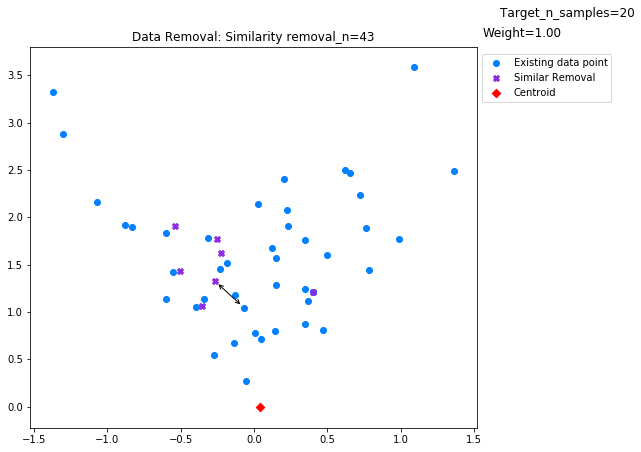 Target_n_samples=20
Weight=1.00
Data Removal: Similarity removal_n=43
Existing data point
Similar Removal
Centroid
3.5
3.0
2.5
2.0
1.5
1.0
0.5
0.0
−1.5 −1.0 −0.5 0.0 0.5 1.0 1.5